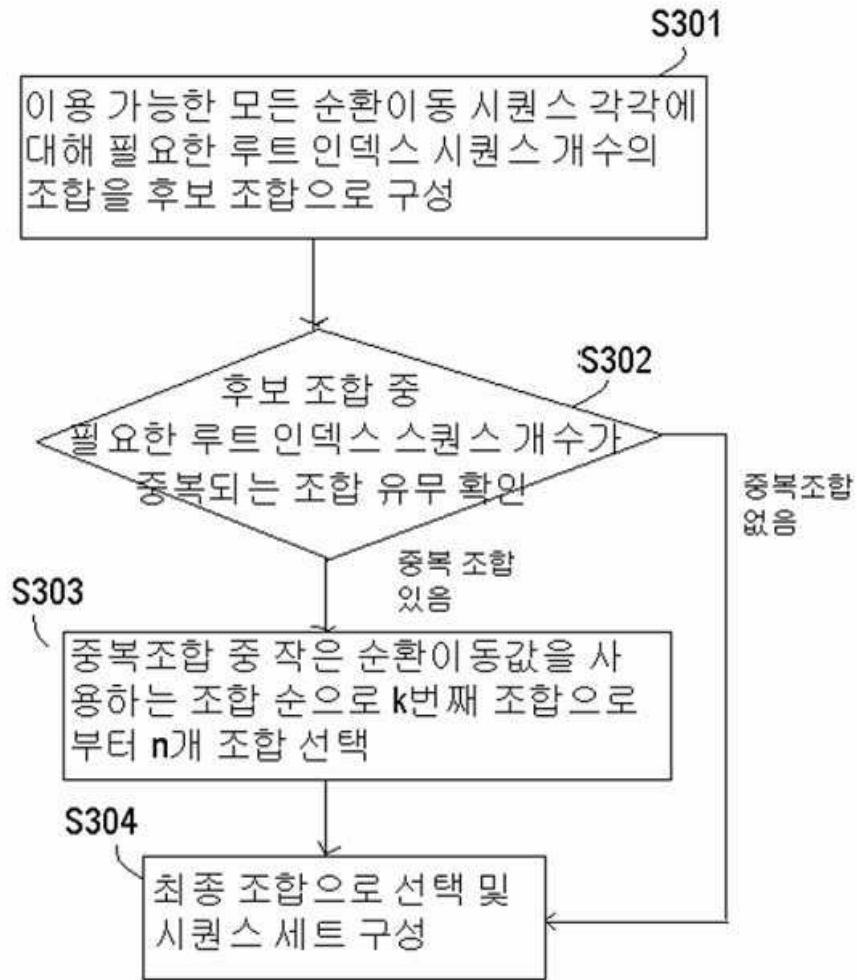 S301
이용 가능한 모든 순환이동 시퀀스 각각에
대해 필요한 루트 인덱스 시퀀스 개수의
조합을 후보 조합으로 구성
S302
후보 조합 중
필요한 루트 인덱스 스퀀스 개수가
중복되는 조합 유무 확인
중복조합
없음
중복 조합
있음
S303
중복조합 중 작은 순환이동값을 사
용하는 조합 순으로 k번째 조합으로
부터 n개 조합 선택
S304
최종 조합으로 선택 및
시퀀스 세트 구성